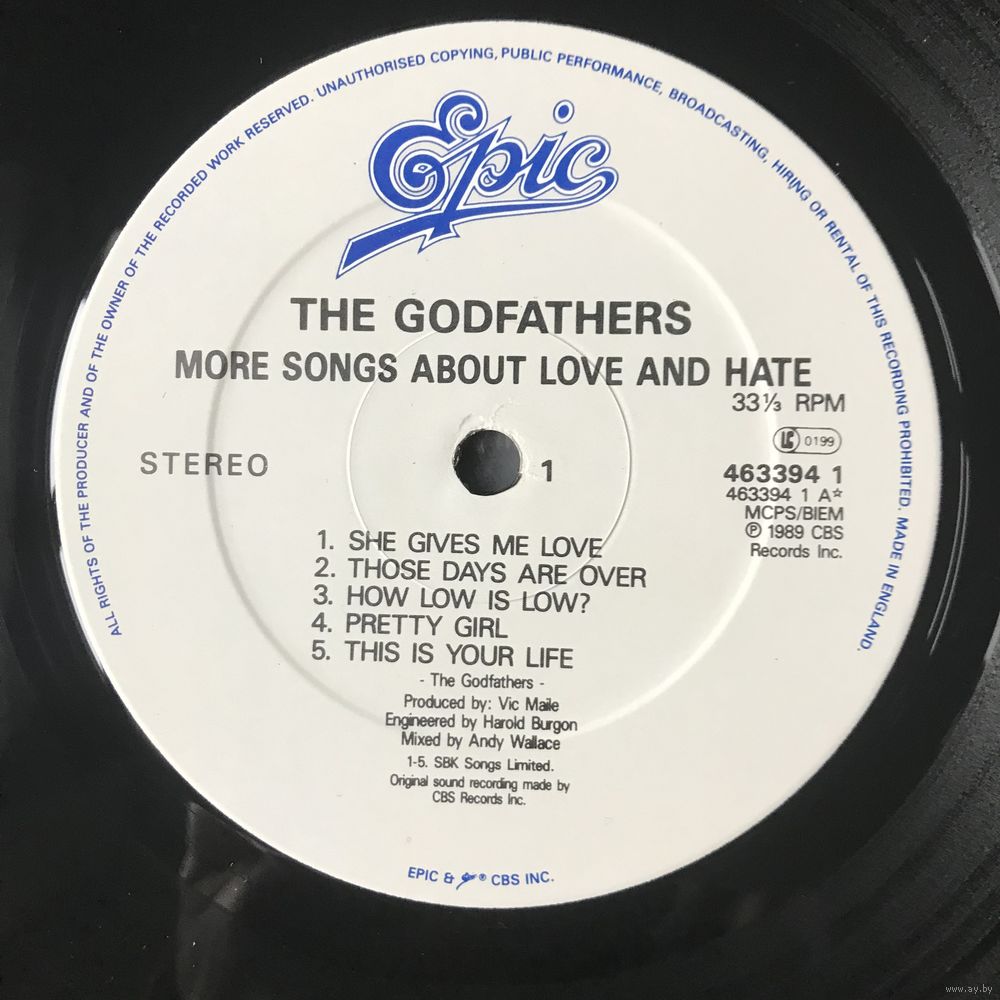 ALL RIGHTS OF THE PRODUCER AND OF THE OWNER OF THE RECORDED WORK RESERVED. UNAUTHORISED COPYING, PUBLIC PERFORMANCE, BROADCASTING, HIRING OR RENTAL OF THIS RECORDING PROHIBITED. MADE IN ENGLAND.
Epic
THE GODFATHERS
MORE SONGS ABOUT LOVE AND HATE
33⅓ RPM
LC 0199
STEREO
1
463394 1
463394 1 A☆
MCPS/BIEM
℗ 1989 CBS
Records Inc.
1. SHE GIVES ME LOVE
2. THOSE DAYS ARE OVER
3. HOW LOW IS LOW?
4. PRETTY GIRL
5. THIS IS YOUR LIFE
- The Godfathers -
Produced by: Vic Maile
Engineered by Harold Burgon
Mixed by Andy Wallace
1-5. SBK Songs Limited.
Original sound recording made by
CBS Records Inc.
EPIC & Epic® CBS INC.
www.ay.by